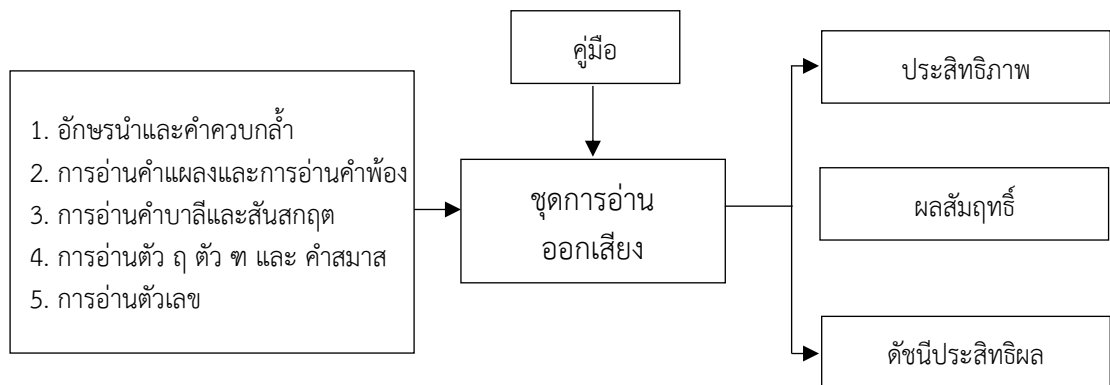 คู่มือ
1. อักษรนำและคำควบกล้ำ
2. การอ่านคำแผลงและการอ่านคำพ้อง
3. การอ่านคำบาลีและสันสกฤต
4. การอ่านตัว ฤ ตัว ฑ และ คำสมาส
5. การอ่านตัวเลข
ชุดการอ่าน
ออกเสียง
ประสิทธิภาพ
ผลสัมฤทธิ์
ดัชนีประสิทธิผล